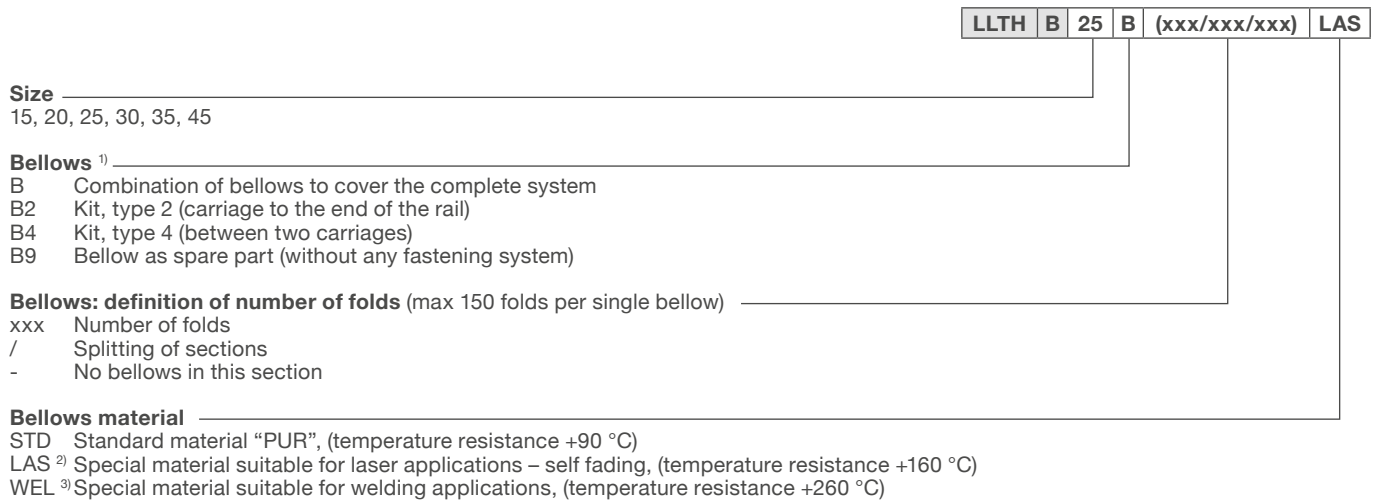 LLTH B 25 B (xxx/xxx/xxx) LAS
Size
15, 20, 25, 30, 35, 45
Bellows 1)
B Combination of bellows to cover the complete system
B2 Kit, type 2 (carriage to the end of the rail)
B4 Kit, type 4 (between two carriages)
B9 Bellow as spare part (without any fastening system)
Bellows: definition of number of folds (max 150 folds per single bellow)
xxx Number of folds
/ Splitting of sections
- No bellows in this section
Bellows material
STD Standard material “PUR”, (temperature resistance +90 °C)
LAS 2) Special material suitable for laser applications – self fading, (temperature resistance +160 °C)
WEL 3) Special material suitable for welding applications, (temperature resistance +260 °C)